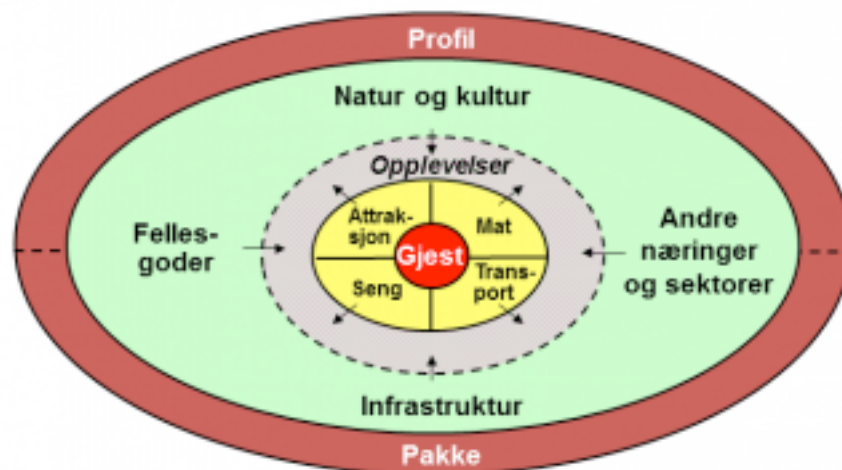 Profil
Natur og kultur
Opplevelser
Attrak-
sjon
Mat
Gjest
Seng
Trans-
port
Felles-
goder
Andre
næringer
og sektorer
Infrastruktur
Pakke